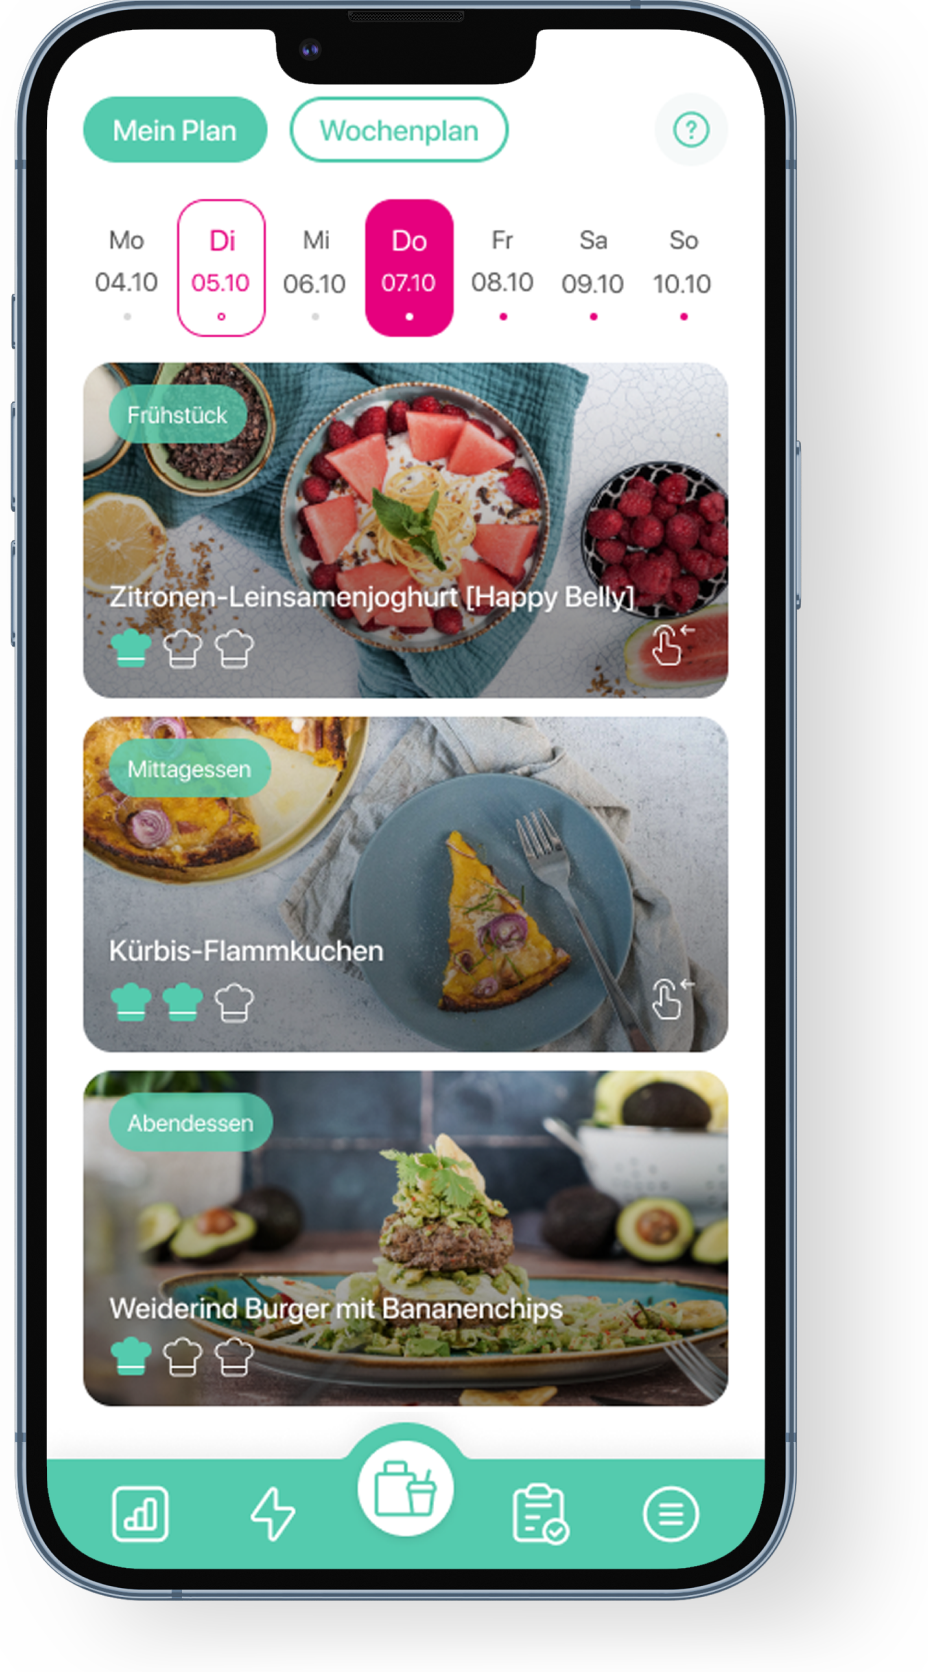 Mein Plan
Wochenplan
?
Mo Di Mi Do Fr Sa So
04.10 05.10 06.10 07.10 08.10 09.10 10.10
Frühstück
Zitronen-Leinsamenjoghurt [Happy Belly]
Mittagessen
Kürbis-Flammkuchen
Abendessen
Weiderind Burger mit Bananenchips